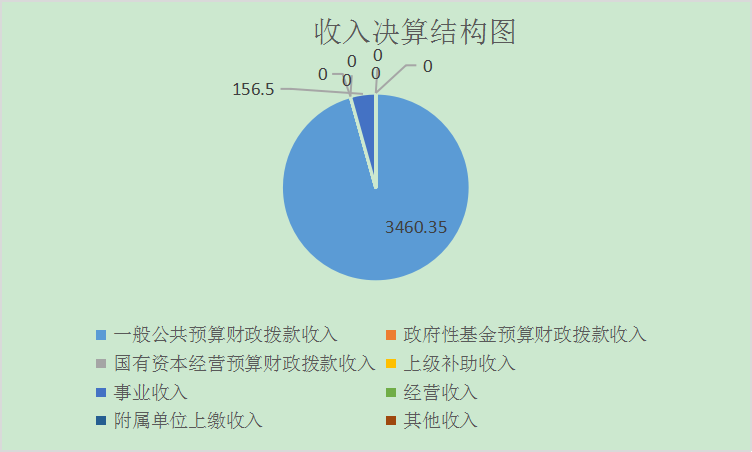 收入决算结构图
0
0
0
0
0
0
156.5
3460.35
一般公共预算财政拨款收入
政府性基金预算财政拨款收入
国有资本经营预算财政拨款收入
上级补助收入
事业收入
经营收入
附属单位上缴收入
其他收入